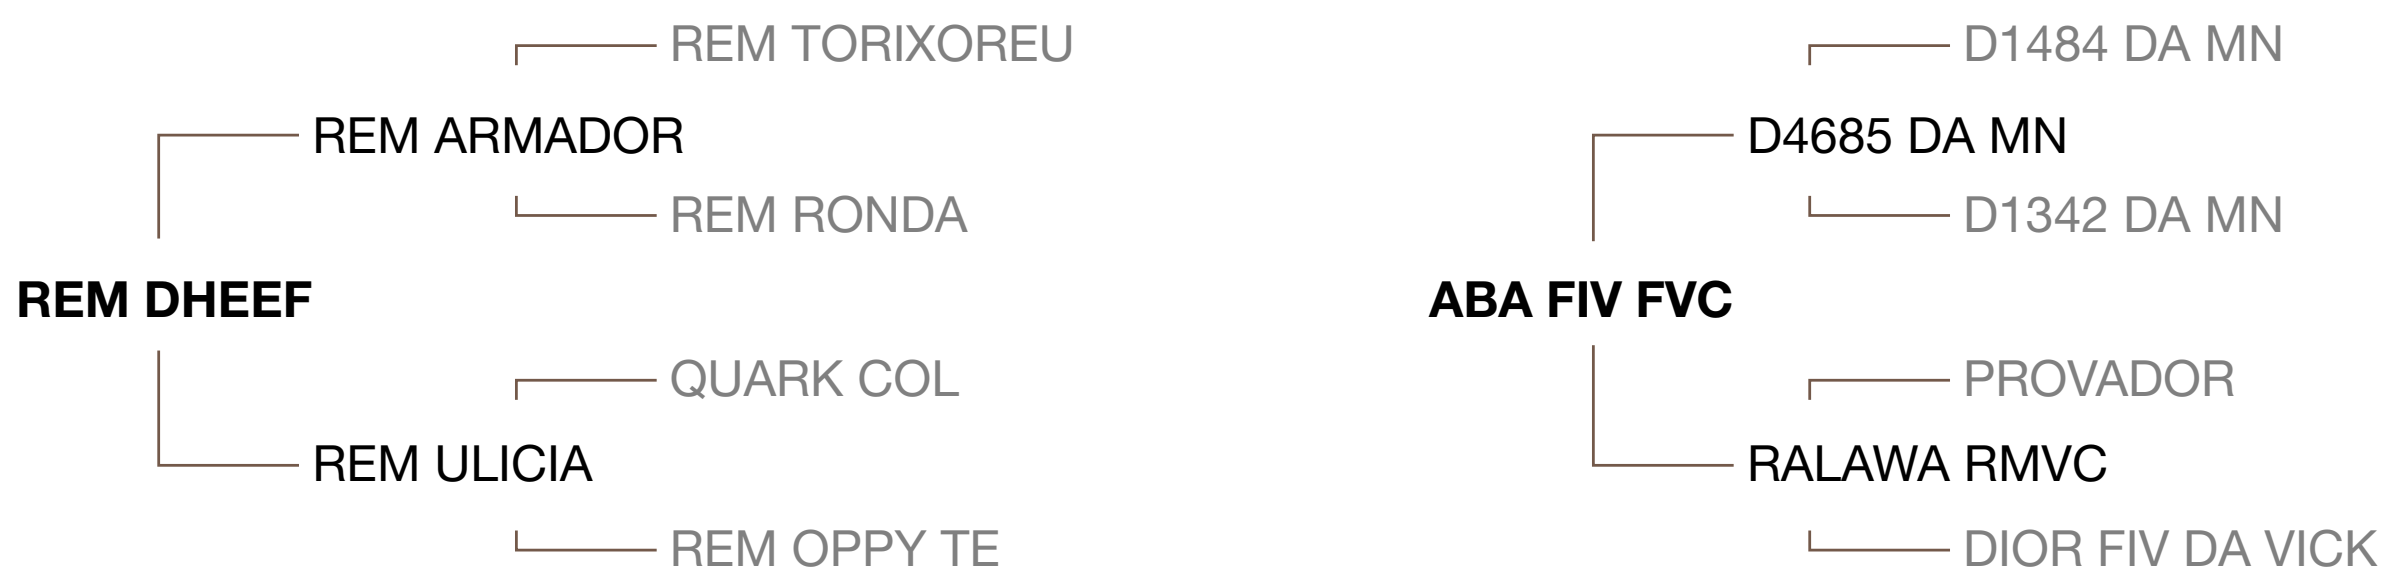 REM TORIXOREU
REM ARMADOR
REM RONDA
REM DHEEF
QUARK COL
REM ULICIA
REM OPPY TE
D1484 DA MN
D4685 DA MN
D1342 DA MN
ABA FIV FVC
PROVADOR
RALAWA RMVC
DIOR FIV DA VICK